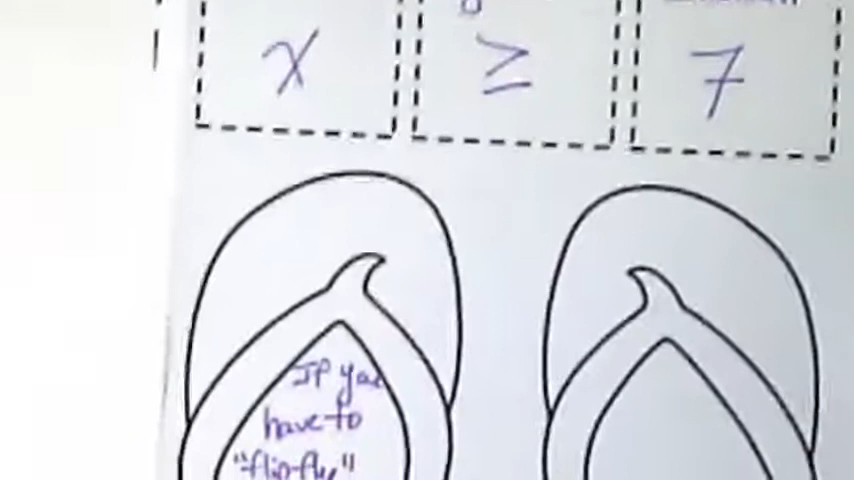 x ≥ 7
If you
have to
"flip-flop"